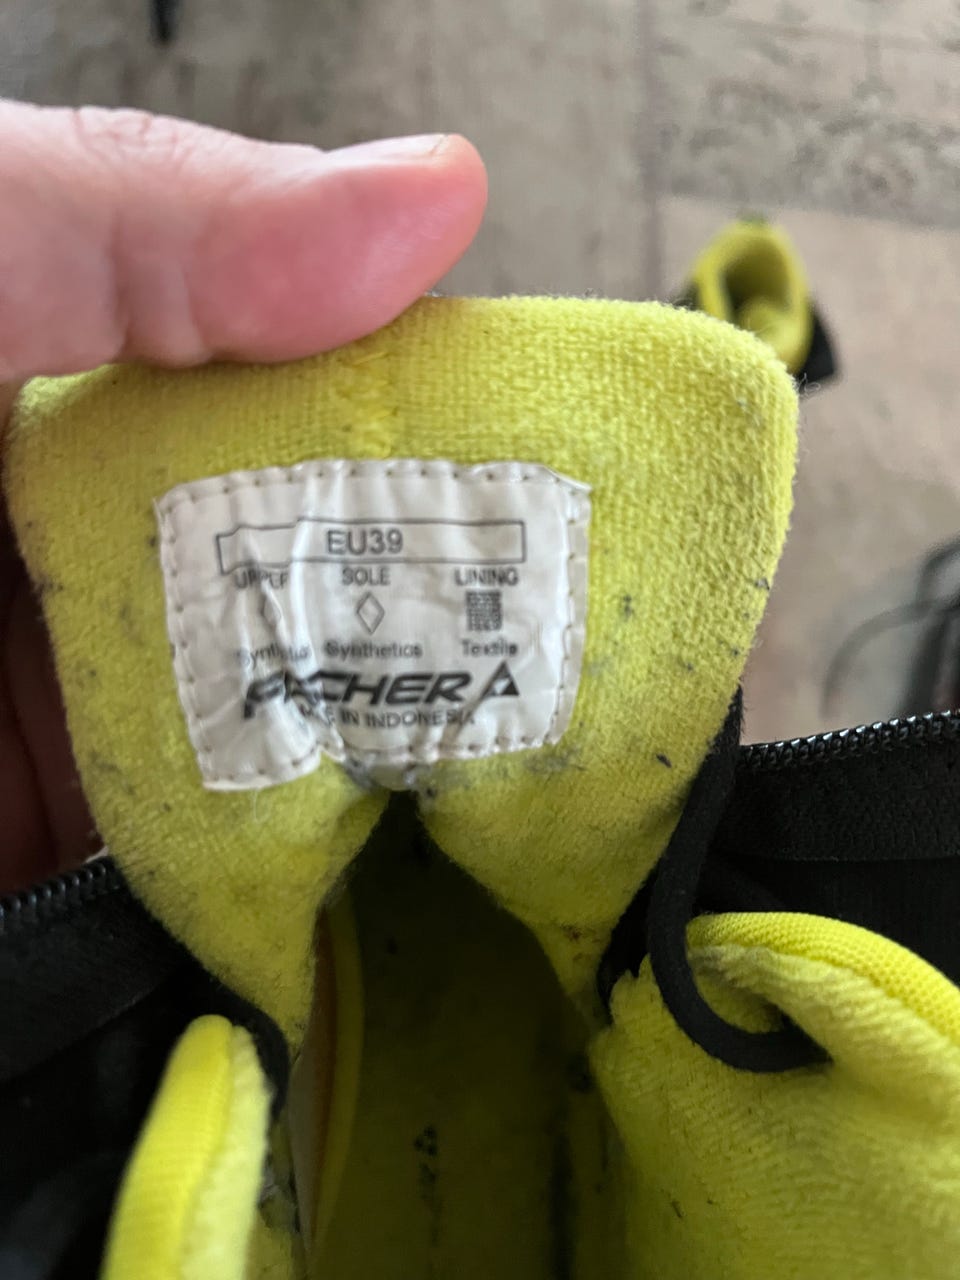 EU39
UPPER SOLE LINING
Synthetics Synthetics Textile
FISCHER
MADE IN INDONESIA